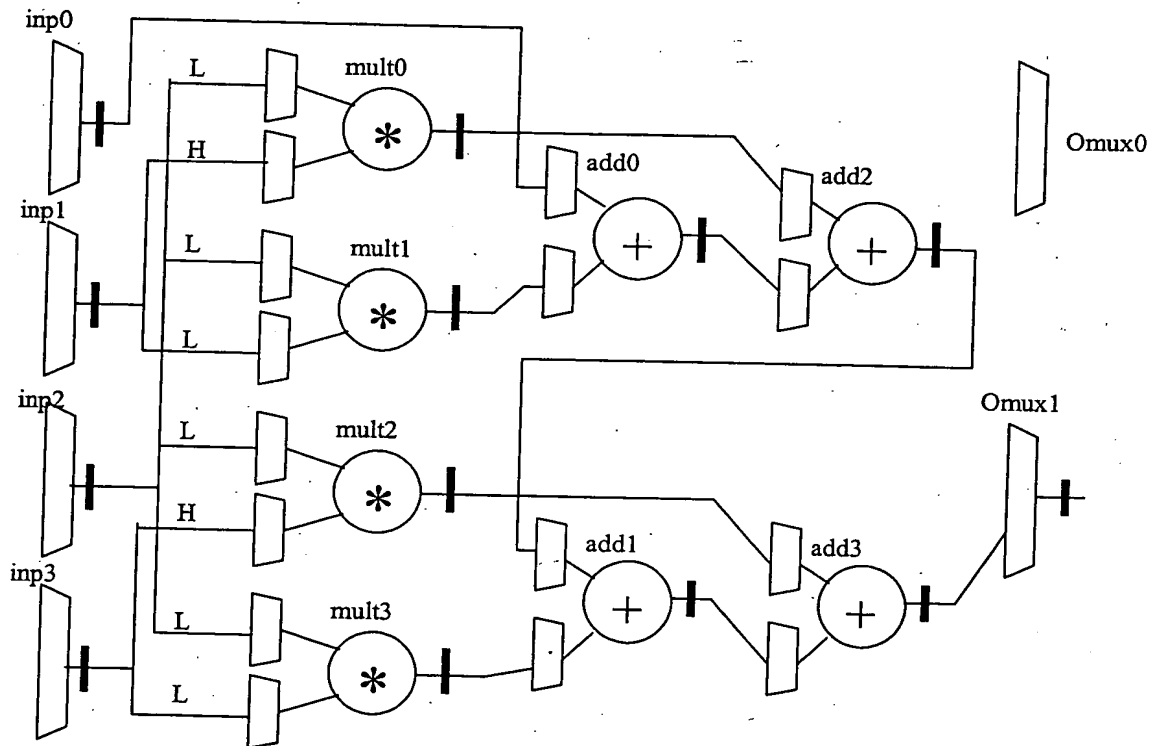 inp0
L
mult0
*
H
Omux0
add0
add2
inp1
+
+
L
mult1
*
L
inp2
Omux1
L
mult2
*
H
add1
add3
inp3
+
+
L
mult3
*
L